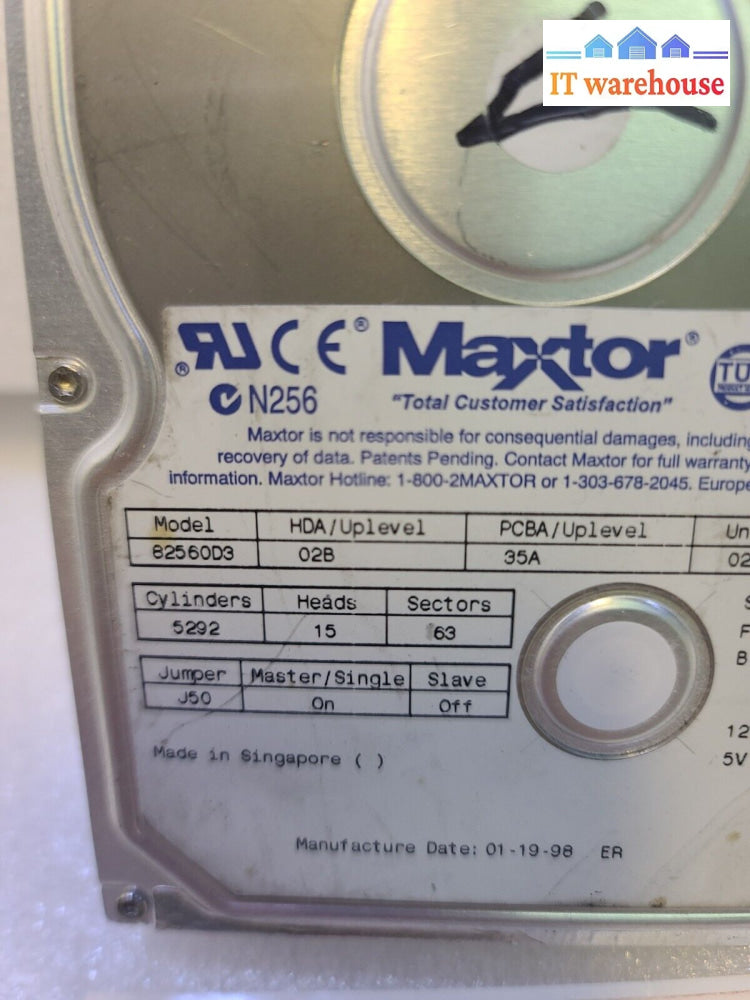 IT warehouse
CE® Maxtor®
N256 "Total Customer Satisfaction"
Maxtor is not responsible for consequential damages, including
recovery of data. Patents Pending. Contact Maxtor for full warranty
information. Maxtor Hotline: 1-800-2MAXTOR or 1-303-678-2045. Europe
Model HDA/Uplevel PCBA/Uplevel Un
82560D3 02B 35A 02
Cylinders Heads Sectors S
5292 15 63 F
B
Jumper Master/Single Slave
J50 On Off
12
Made in Singapore ( ) 5V
Manufacture Date: 01-19-98 ER